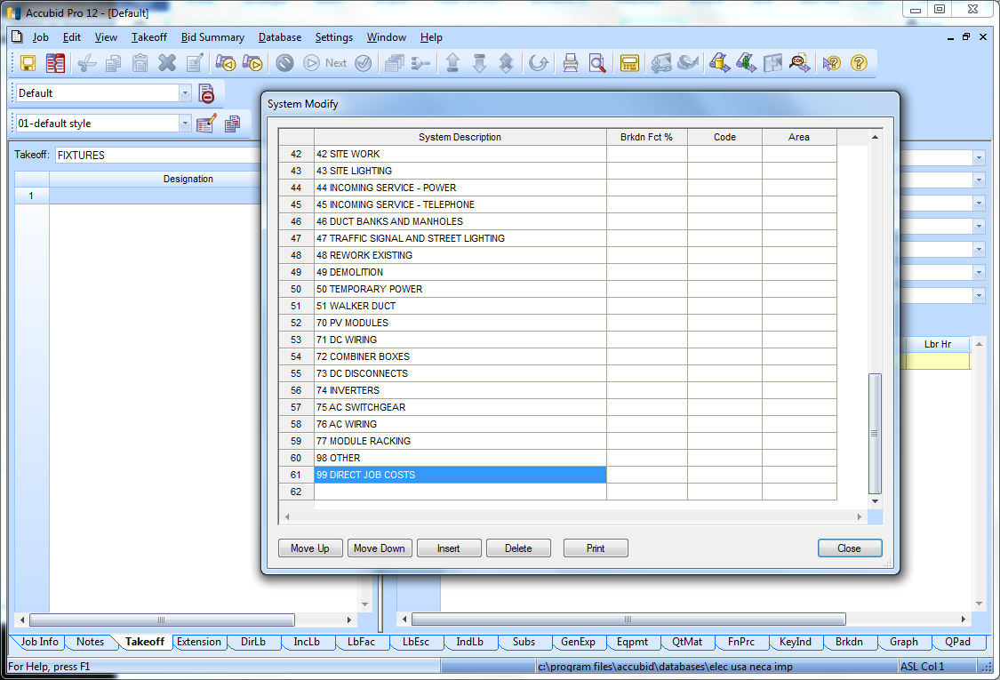 Accubid Pro 12 - [Default]
Job Edit View Takeoff Bid Summary Database Settings Window Help
Next
Default
01-default style
System Modify
Takeoff: FIXTURES
Designation
1
System Description Brkdn Fct % Code Area
42 42 SITE WORK
43 43 SITE LIGHTING
44 44 INCOMING SERVICE - POWER
45 45 INCOMING SERVICE - TELEPHONE
46 46 DUCT BANKS AND MANHOLES
47 47 TRAFFIC SIGNAL AND STREET LIGHTING
48 48 REWORK EXISTING
49 49 DEMOLITION
50 50 TEMPORARY POWER
51 51 WALKER DUCT
52 70 PV MODULES
53 71 DC WIRING
54 72 COMBINER BOXES
55 73 DC DISCONNECTS
56 74 INVERTERS
57 75 AC SWITCHGEAR
58 76 AC WIRING
59 77 MODULE RACKING
60 98 OTHER
61 99 DIRECT JOB COSTS
62
Lbr Hr
Move Up Move Down Insert Delete Print Close
Job Info Notes Takeoff Extension DirLb IncLb LbFac LbEsc IndLb Subs GenExp Eqpmt QtMat FnPrc KeyInd Brkdn Graph QPad
For Help, press F1 c:\program files\accubid\databases\elec usa neca imp ASL Col 1